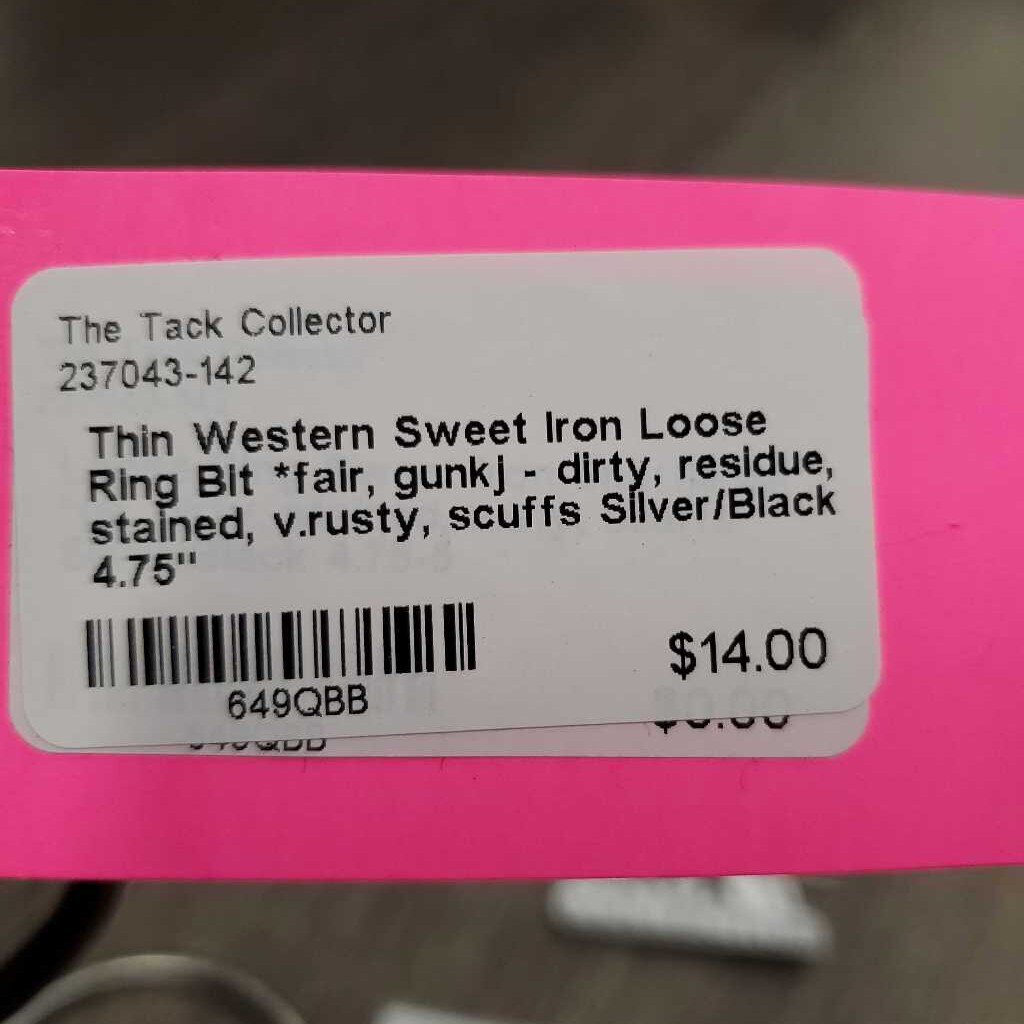 The Tack Collector
237043-142
Thin Western Sweet Iron Loose
Ring Bit *fair, gunkj - dirty, residue,
stained, v.rusty, scuffs Silver/Black
4.75"
$14.00
649QBB